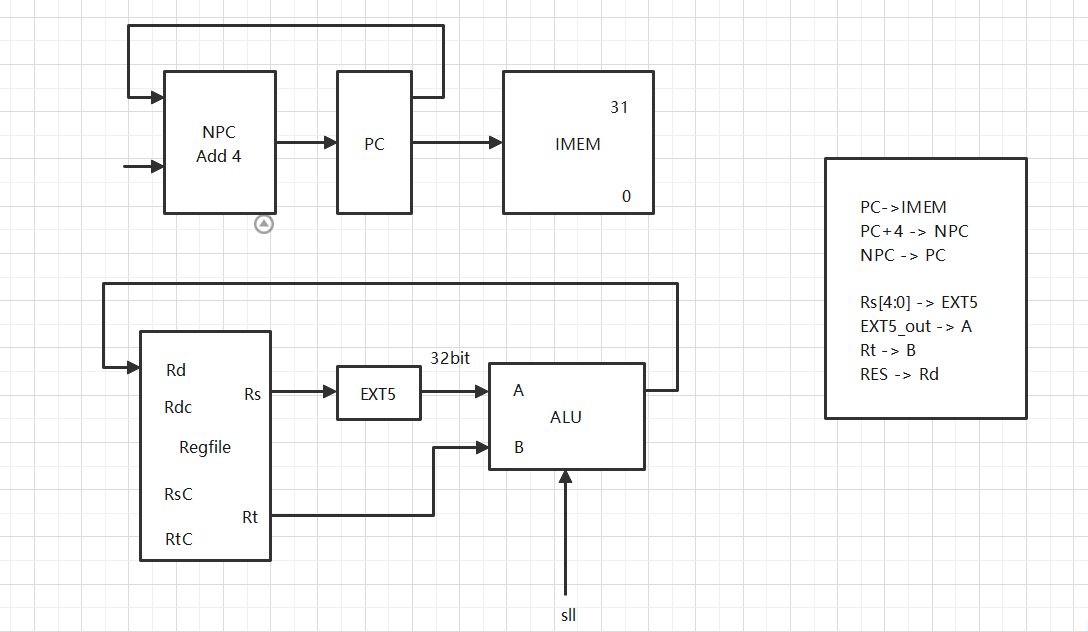 NPC
Add 4
PC
31
IMEM
0
PC->IMEM
PC+4 -> NPC
NPC -> PC
Rs[4:0] -> EXT5
EXT5_out -> A
Rt -> B
RES -> Rd
Rd
Rs
Rdc
Regfile
RsC
Rt
RtC
EXT5
32bit
A
ALU
B
sll